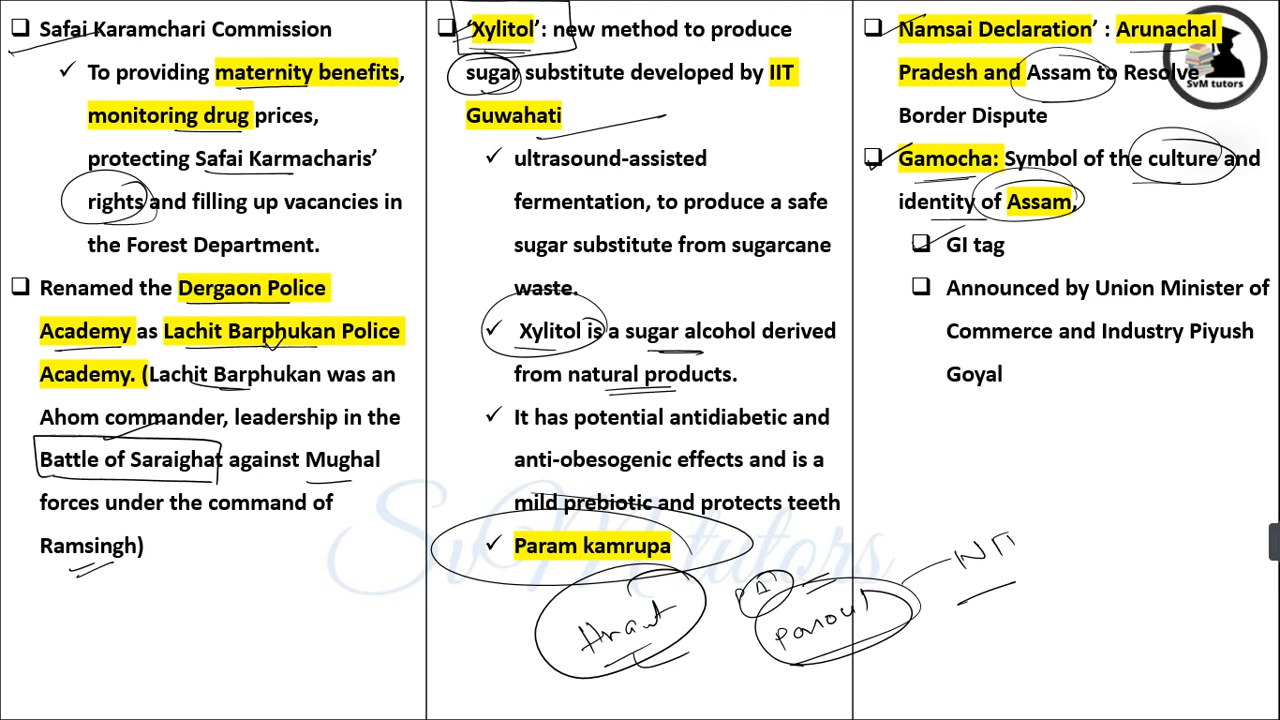 ❑ Safai Karamchari Commission
✓ To providing maternity benefits,
monitoring drug prices,
protecting Safai Karmacharis’
rights and filling up vacancies in
the Forest Department.
❑ Renamed the Dergaon Police
Academy as Lachit Barphukan Police
Academy. (Lachit Barphukan was an
Ahom commander, leadership in the
Battle of Saraighat against Mughal
forces under the command of
Ramsingh)
❑ ‘Xylitol’: new method to produce
sugar substitute developed by IIT
Guwahati
✓ ultrasound-assisted
fermentation, to produce a safe
sugar substitute from sugarcane
waste.
✓ Xylitol is a sugar alcohol derived
from natural products.
✓ It has potential antidiabetic and
anti-obesogenic effects and is a
mild prebiotic and protects teeth
✓ Param kamrupa
❑ Namsai Declaration’ : Arunachal
Pradesh and Assam to Resolve
Border Dispute
❑ Gamocha: Symbol of the culture and
identity of Assam,
❑ GI tag
❑ Announced by Union Minister of
Commerce and Industry Piyush
Goyal
SvM tutors
SvM tutors